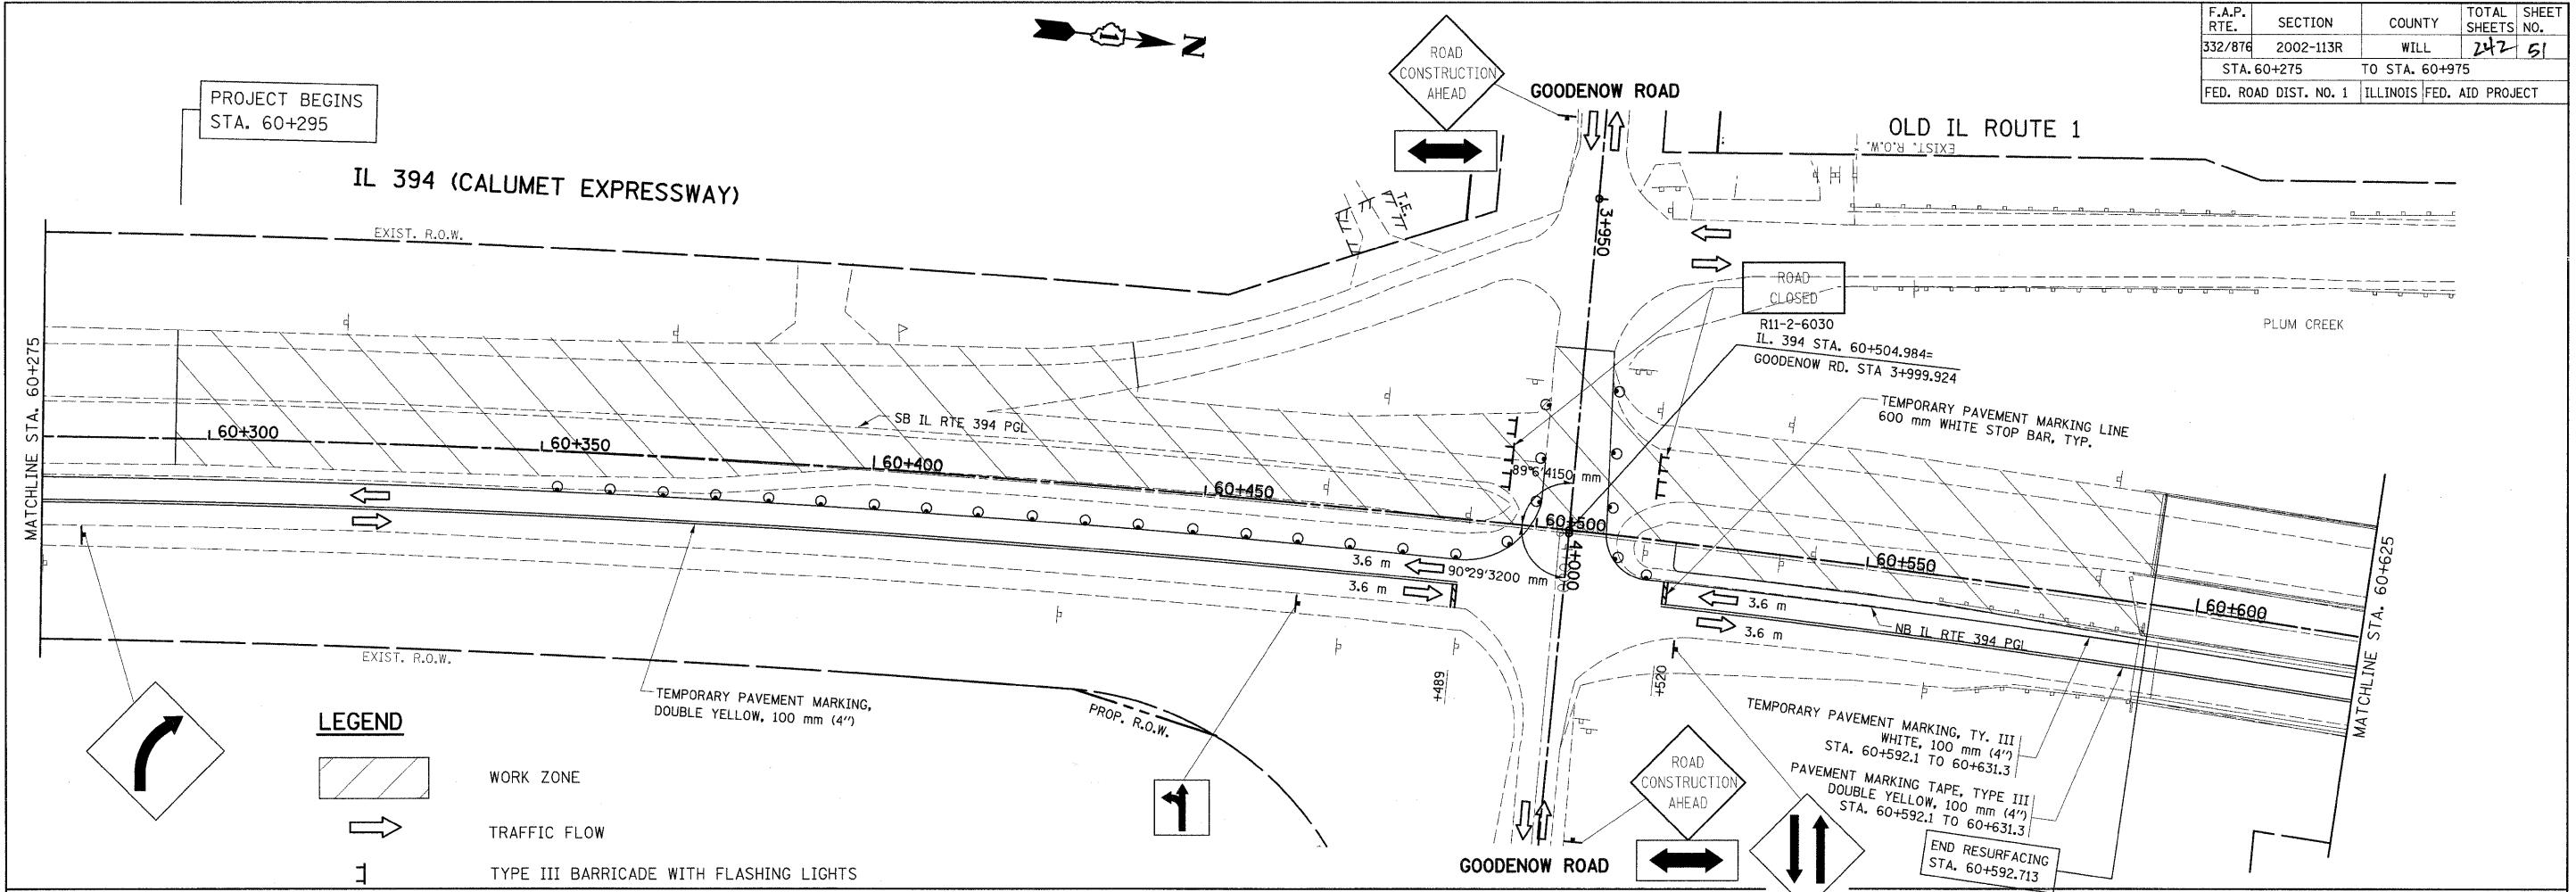 F.A.P. RTE. SECTION COUNTY TOTAL SHEETS SHEET NO.
332/876 2002-113R WILL 242 51
STA. 60+275 TO STA. 60+975
FED. ROAD DIST. NO. 1 ILLINOIS FED. AID PROJECT
N
1
PROJECT BEGINS
STA. 60+295
IL 394 (CALUMET EXPRESSWAY)
ROAD
CONSTRUCTION
AHEAD
GOODENOW ROAD
OLD IL ROUTE 1
EXIST. R.O.W.
EXIST. R.O.W.
T.E.
3+950
ROAD
CLOSED
R11-2-6030
IL. 394 STA. 60+504.984=
GOODENOW RD. STA 3+999.924
PLUM CREEK
MATCHLINE STA. 60+275
SB IL RTE 394 PGL
60+300
60+350
60+400
60+450
60+500
60+550
60+600
TEMPORARY PAVEMENT MARKING LINE
600 mm WHITE STOP BAR, TYP.
89°6'4150 mm
4+000
3.6 m
90°29'3200 mm
3.6 m
3.6 m
3.6 m
NB IL RTE 394 PGL
MATCHLINE STA. 60+625
EXIST. R.O.W.
TEMPORARY PAVEMENT MARKING,
DOUBLE YELLOW, 100 mm (4")
PROP. R.O.W.
+489
+520
TEMPORARY PAVEMENT MARKING, TY. III
WHITE, 100 mm (4")
STA. 60+592.1 TO 60+631.3
PAVEMENT MARKING TAPE, TYPE III
DOUBLE YELLOW, 100 mm (4")
STA. 60+592.1 TO 60+631.3
END RESURFACING
STA. 60+592.713
LEGEND
WORK ZONE
TRAFFIC FLOW
TYPE III BARRICADE WITH FLASHING LIGHTS
ROAD
CONSTRUCTION
AHEAD
GOODENOW ROAD